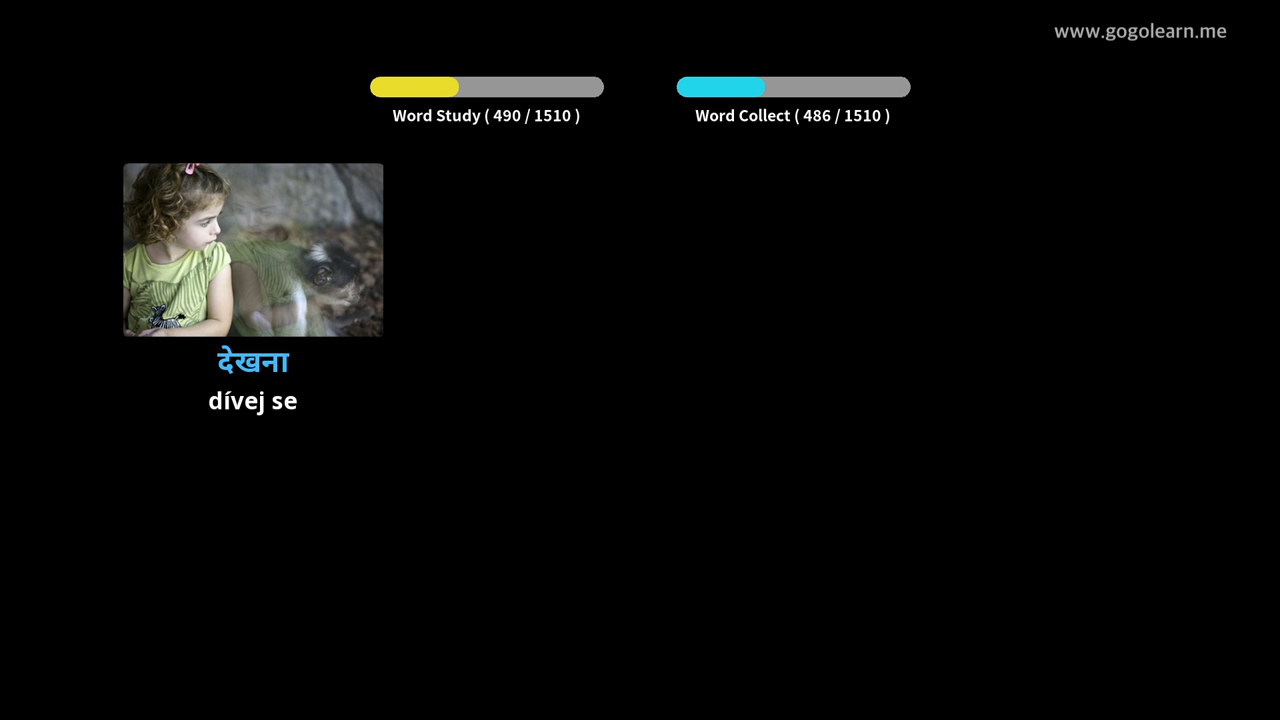 www.gogolearn.me
Word Study ( 490 / 1510 )
Word Collect ( 486 / 1510 )
देखना
dívej se